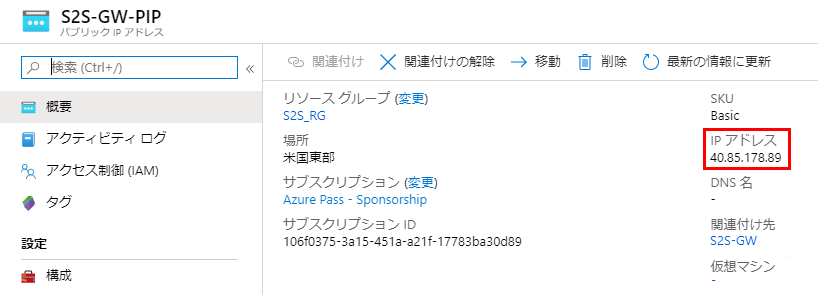 S2S-GW-PIP
パブリック IP アドレス
検索 (Ctrl+/)
«
概要
アクティビティ ログ
アクセス制御 (IAM)
タグ
設定
構成
関連付け
関連付けの解除
移動
削除
最新の情報に更新
リソース グループ (変更)
S2S_RG
場所
米国東部
サブスクリプション (変更)
Azure Pass - Sponsorship
サブスクリプション ID
106f0375-3a15-451a-a21f-17783ba30d89
SKU
Basic
IP アドレス
40.85.178.89
DNS 名
-
関連付け先
S2S-GW
仮想マシン
-